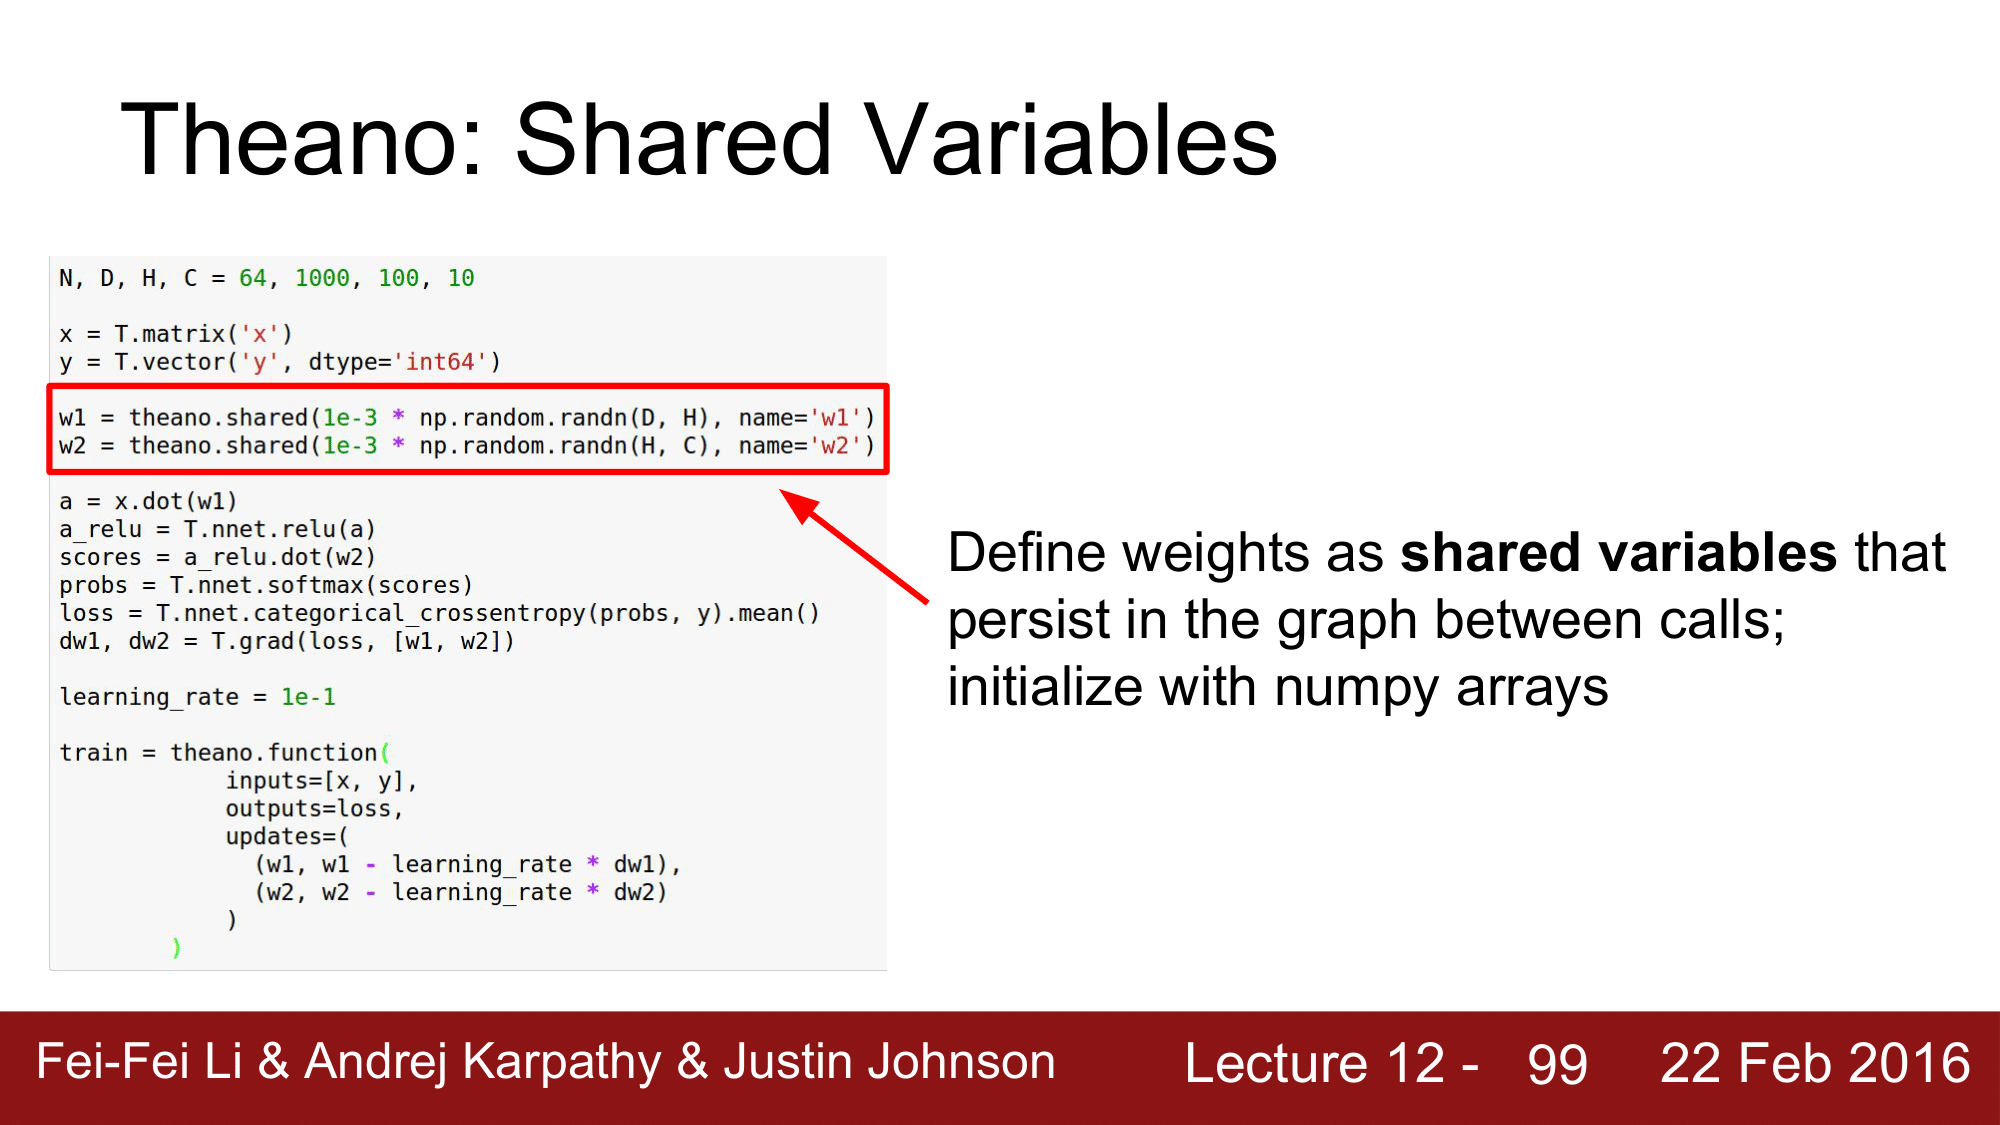 Theano: Shared Variables
N, D, H, C = 64, 1000, 100, 10
x = T.matrix('x')
y = T.vector('y', dtype='int64')
w1 = theano.shared(1e-3 * np.random.randn(D, H), name='w1')
w2 = theano.shared(1e-3 * np.random.randn(H, C), name='w2')
a = x.dot(w1)
a_relu = T.nnet.relu(a)
scores = a_relu.dot(w2)
probs = T.nnet.softmax(scores)
loss = T.nnet.categorical_crossentropy(probs, y).mean()
dw1, dw2 = T.grad(loss, [w1, w2])
learning_rate = 1e-1
train = theano.function(
inputs=[x, y],
outputs=loss,
updates=(
(w1, w1 - learning_rate * dw1),
(w2, w2 - learning_rate * dw2)
)
)
Define weights as shared variables that
persist in the graph between calls;
initialize with numpy arrays
Fei-Fei Li & Andrej Karpathy & Justin Johnson
Lecture 12 - 99
22 Feb 2016